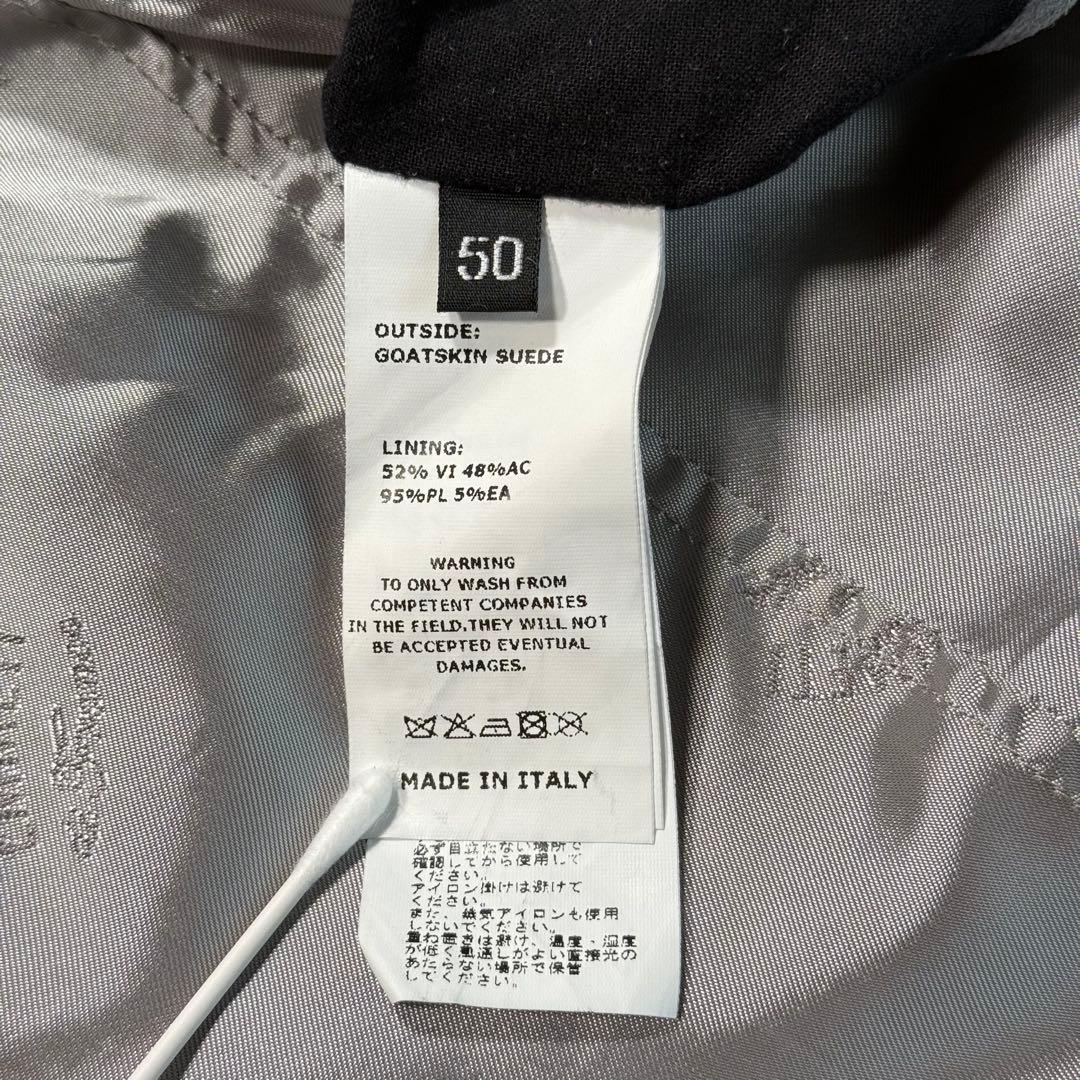 50
OUTSIDE:
GOATSKIN SUEDE
LINING:
52% VI 48%AC
95%PL 5%EA
WARNING
TO ONLY WASH FROM
COMPETENT COMPANIES
IN THE FIELD.THEY WILL NOT
BE ACCEPTED EVENTUAL
DAMAGES.
MADE IN ITALY
必ず目立たない場所で
確認してから使用して
ください。
アイロン掛けは避けて
ください。
また、蒸気アイロンも使用
しないでください。
重ね置きは避け、温度・湿度
が低く風通しがよい直接光の
あたらない場所で保管
してください。